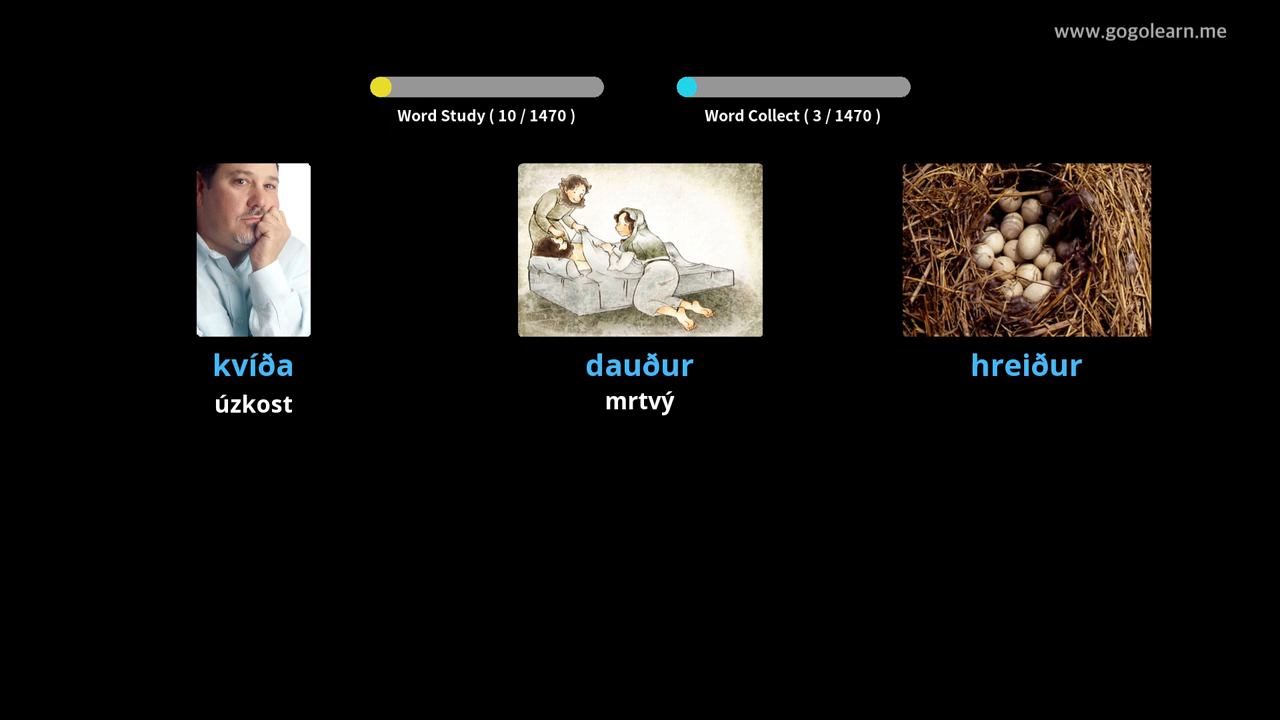 www.gogolearn.me
Word Study ( 10 / 1470 )
Word Collect ( 3 / 1470 )
kvíða
úzkost
dauður
mrtvý
hreiður